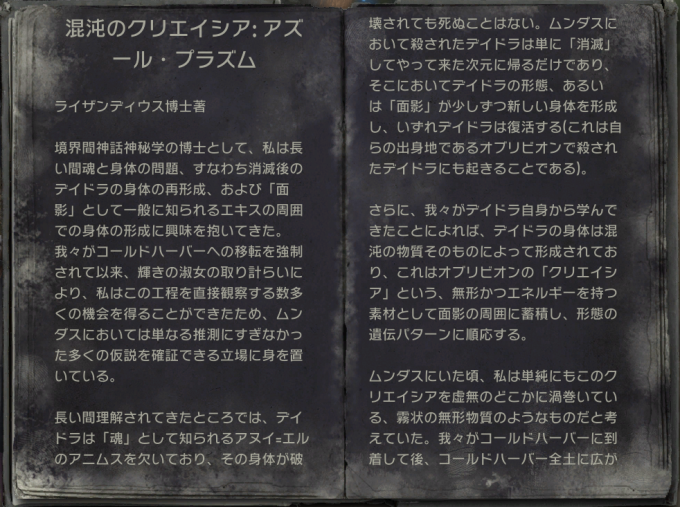 混沌のクリエイシア: アズ
ール・プラズム
ライザンディウス博士著
境界間神話神秘学の博士として、私は長
い間魂と身体の問題、すなわち消滅後の
デイドラの身体の再形成、および「面
影」として一般に知られるエキスの周囲
での身体の形成に興味を抱いてきた。
我々がコールドハーバーへの移転を強制
されて以来、輝きの淑女の取り計らいに
より、私はこの工程を直接観察する数多
くの機会を得ることができたため、ムン
ダスにおいては単なる推測にすぎなかっ
た多くの仮説を確証できる立場に身を置
いている。
長い間理解されてきたところでは、デイ
ドラは「魂」として知られるアヌイ=エル
のアニムスを欠いており、その身体が破
壊されても死ぬことはない。ムンダスに
おいて殺されたデイドラは単に「消滅」
してやって来た次元に帰るだけであり、
そこにおいてデイドラの形態、あるい
は「面影」が少しずつ新しい身体を形成
し、いずれデイドラは復活する(これは自
らの出身地であるオブリビオンで殺され
たデイドラにも起きることである)。
さらに、我々がデイドラ自身から学んで
きたことによれば、デイドラの身体は混
沌の物質そのものによって形成されてお
り、これはオブリビオンの「クリエイシ
ア」という、無形かつエネルギーを持つ
素材として面影の周囲に蓄積し、形態の
遺伝パターンに順応する。
ムンダスにいた頃、私は単純にもこのク
リエイシアを虚無のどこかに渦巻いてい
る、霧状の無形物質のようなものだと考
えていた。我々がコールドハーバーに到
着して後、コールドハーバー全土に広が